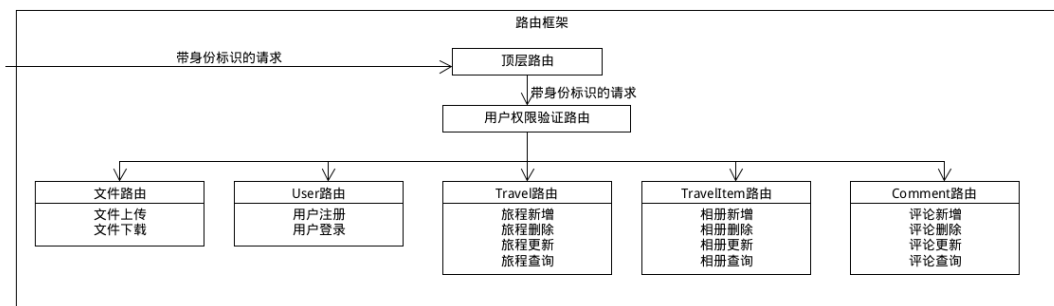 路由框架
带身份标识的请求
顶层路由
带身份标识的请求
用户权限验证路由
文件路由
文件上传
文件下载
User路由
用户注册
用户登录
Travel路由
旅程新增
旅程删除
旅程更新
旅程查询
TravelItem路由
相册新增
相册删除
相册更新
相册查询
Comment路由
评论新增
评论删除
评论更新
评论查询